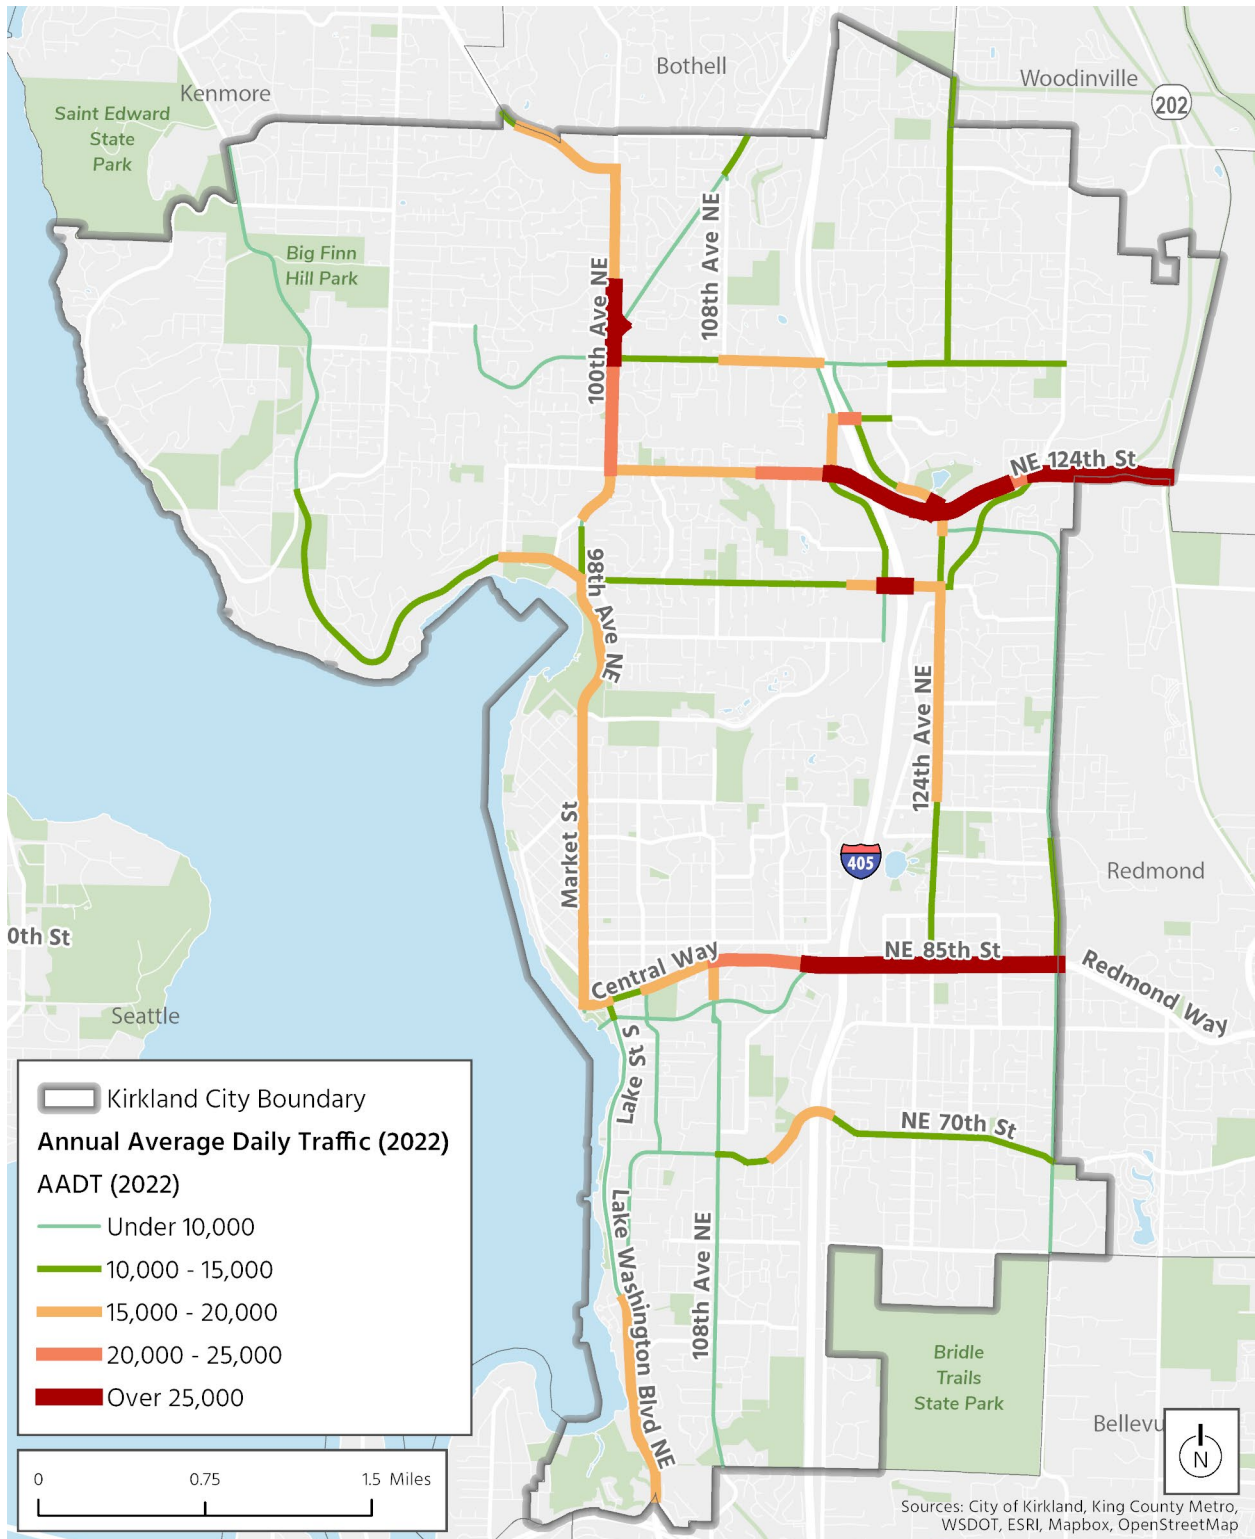 Bothell
Woodinville
Kenmore
202
Saint Edward
State
Park
Big Finn
Hill Park
108th Ave NE
100th Ave NE
NE 124th St
98th Ave NE
124th Ave NE
Market St
405
Redmond
0th St
NE 85th St
Central Way
Redmond Way
Seattle
Lake St S
NE 70th St
Lake Washington Blvd NE
108th Ave NE
Bridle
Trails
State Park
Bellevu
Kirkland City Boundary
Annual Average Daily Traffic (2022)
AADT (2022)
Under 10,000
10,000 - 15,000
15,000 - 20,000
20,000 - 25,000
Over 25,000
0 0.75 1.5 Miles
N
Sources: City of Kirkland, King County Metro,
WSDOT, ESRI, Mapbox, OpenStreetMap